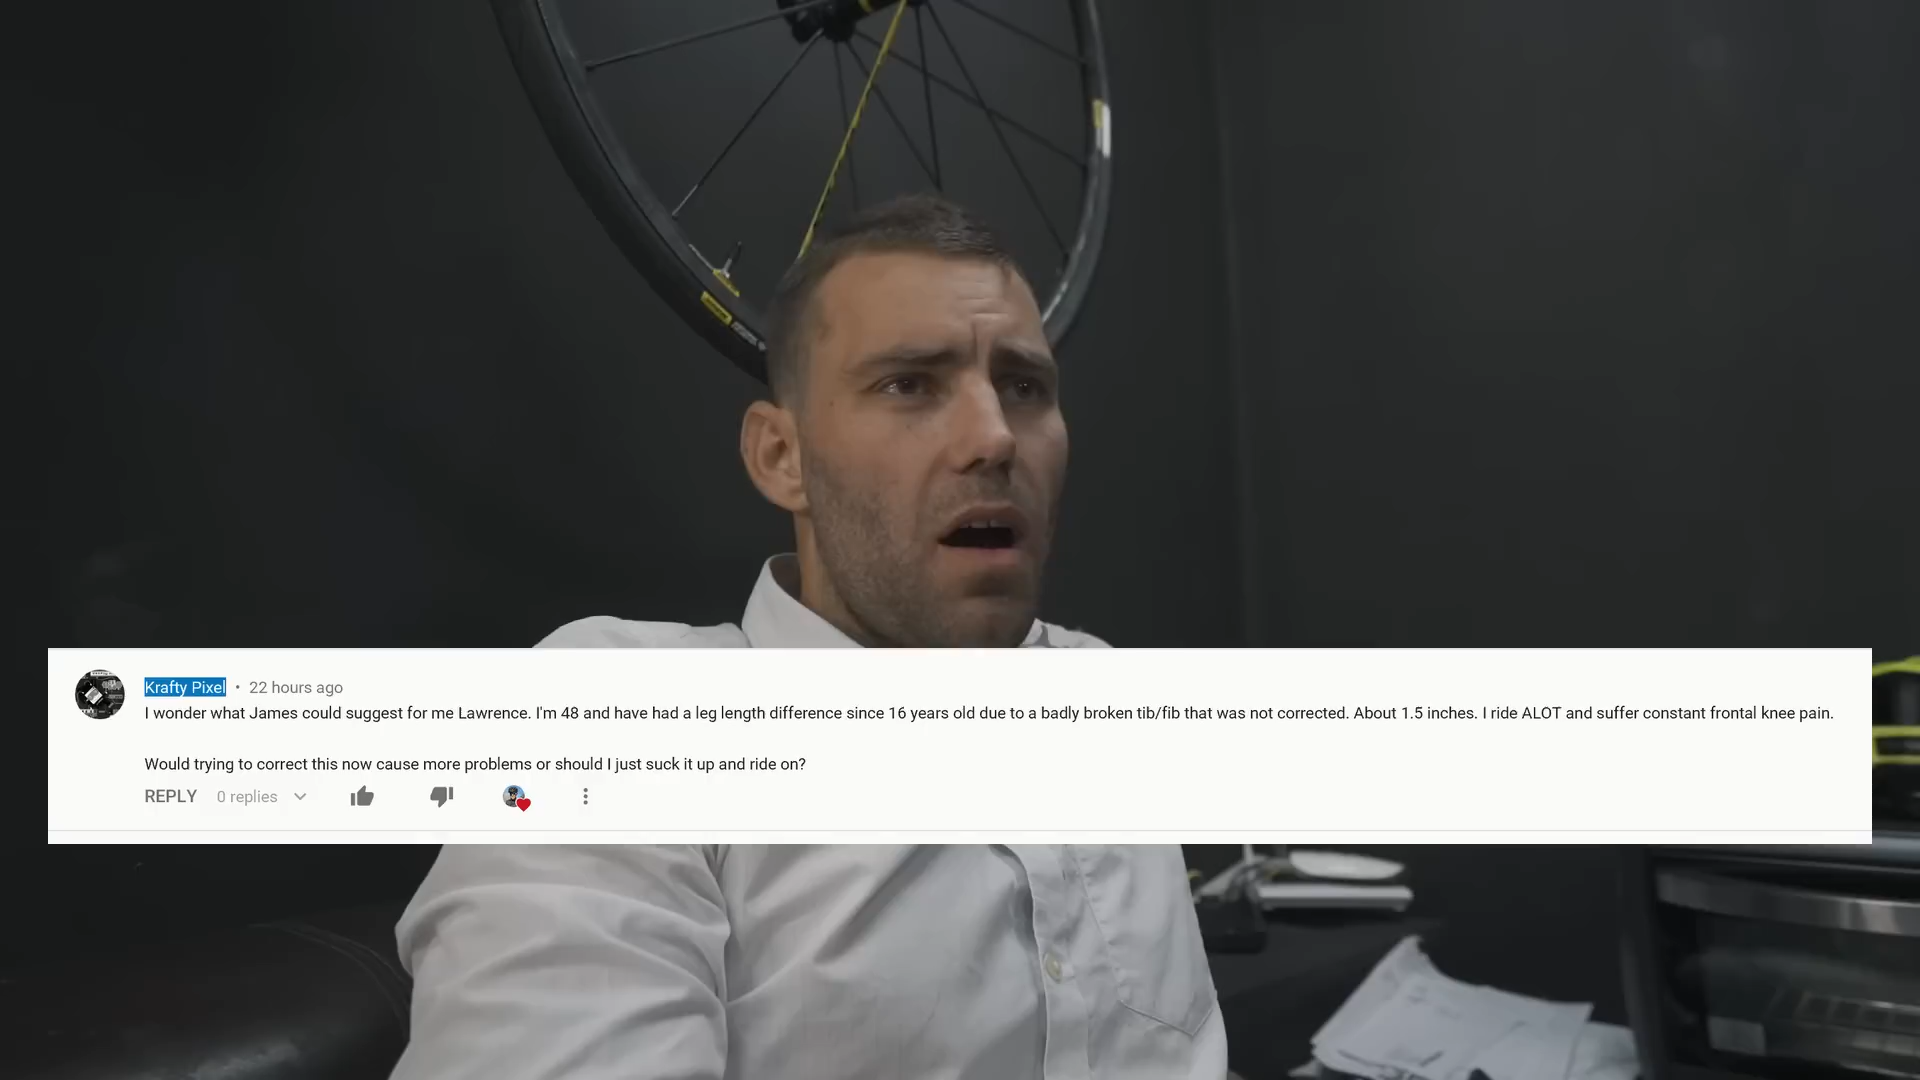 Krafty Pixel • 22 hours ago
I wonder what James could suggest for me Lawrence. I'm 48 and have had a leg length difference since 16 years old due to a badly broken tib/fib that was not corrected. About 1.5 inches. I ride ALOT and suffer constant frontal knee pain.
Would trying to correct this now cause more problems or should I just suck it up and ride on?
REPLY 0 replies